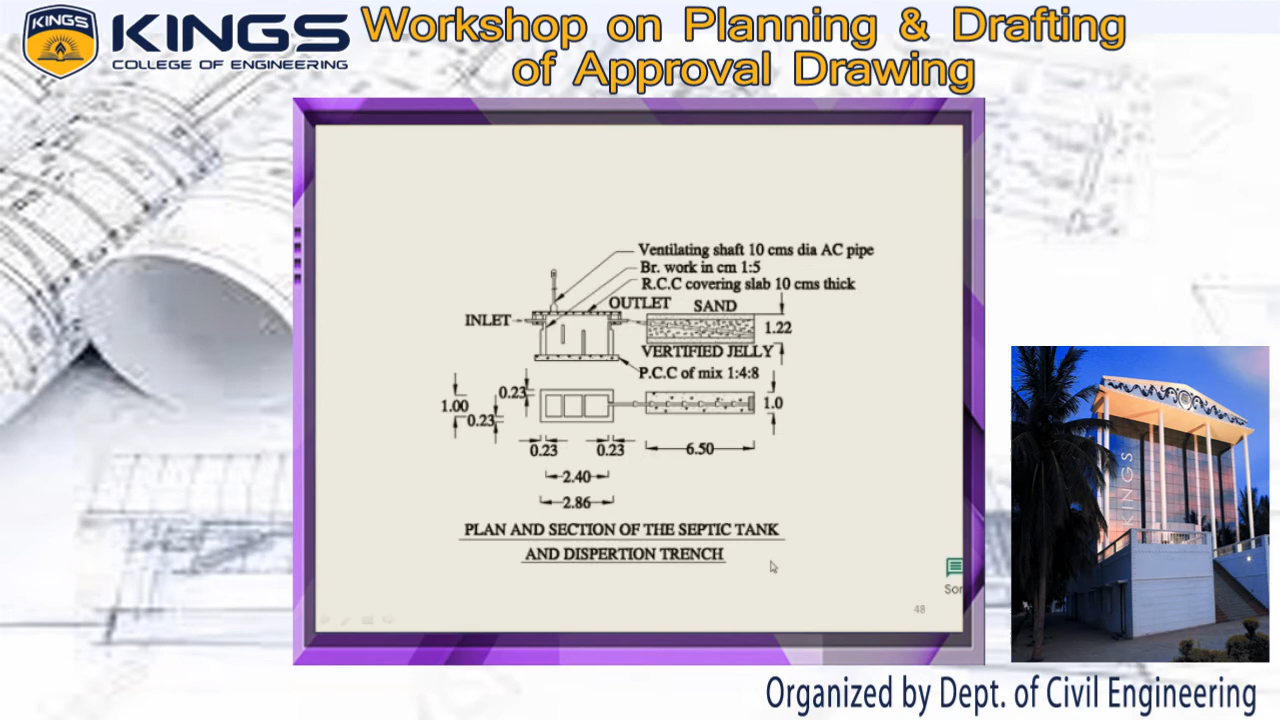 KINGS
KINGS
COLLEGE OF ENGINEERING
Workshop on Planning & Drafting
of Approval Drawing
Ventilating shaft 10 cms dia AC pipe
Br. work in cm 1:5
R.C.C covering slab 10 cms thick
OUTLET
SAND
INLET
1.22
VERTIFIED JELLY
P.C.C of mix 1:4:8
0.23
1.00
0.23
1.0
0.23
0.23
6.50
2.40
2.86
PLAN AND SECTION OF THE SEPTIC TANK
AND DISPERTION TRENCH
48
KINGS
Organized by Dept. of Civil Engineering